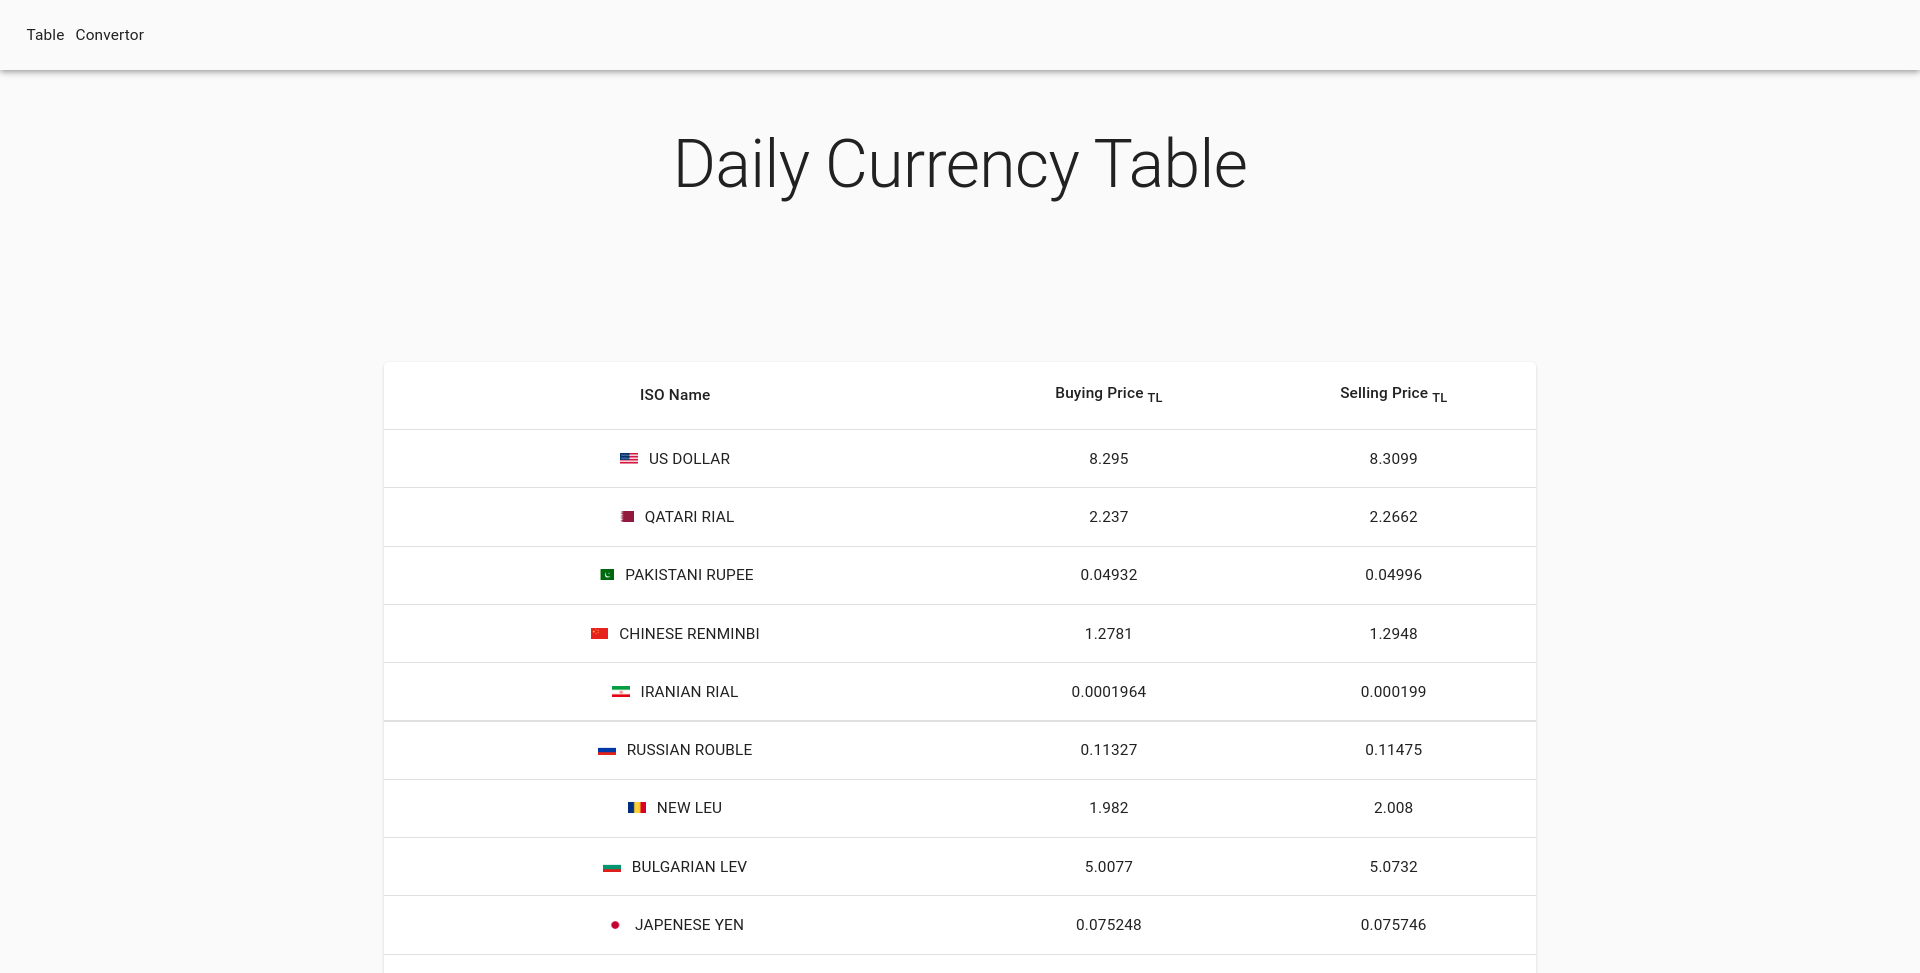 Table Convertor
Daily Currency Table
ISO Name Buying Price TL Selling Price TL
US DOLLAR 8.295 8.3099
QATARI RIAL 2.237 2.2662
PAKISTANI RUPEE 0.04932 0.04996
CHINESE RENMINBI 1.2781 1.2948
IRANIAN RIAL 0.0001964 0.000199
RUSSIAN ROUBLE 0.11327 0.11475
NEW LEU 1.982 2.008
BULGARIAN LEV 5.0077 5.0732
JAPENESE YEN 0.075248 0.075746